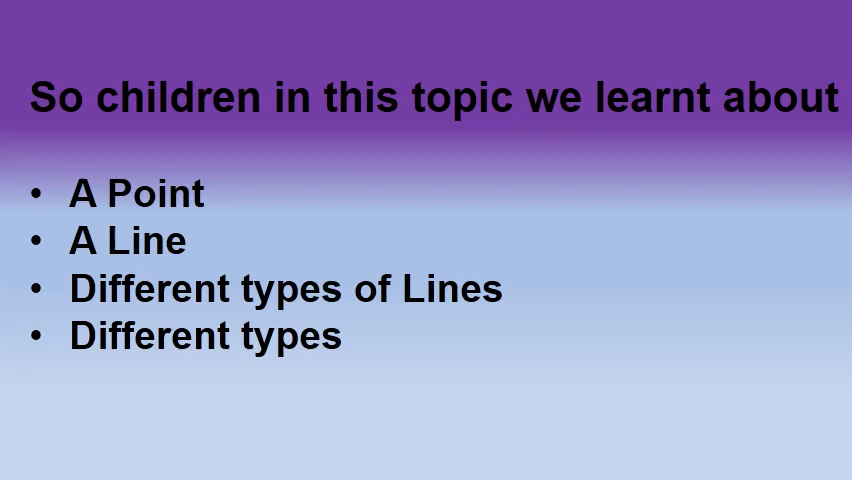 So children in this topic we learnt about
• A Point
• A Line
• Different types of Lines
• Different types